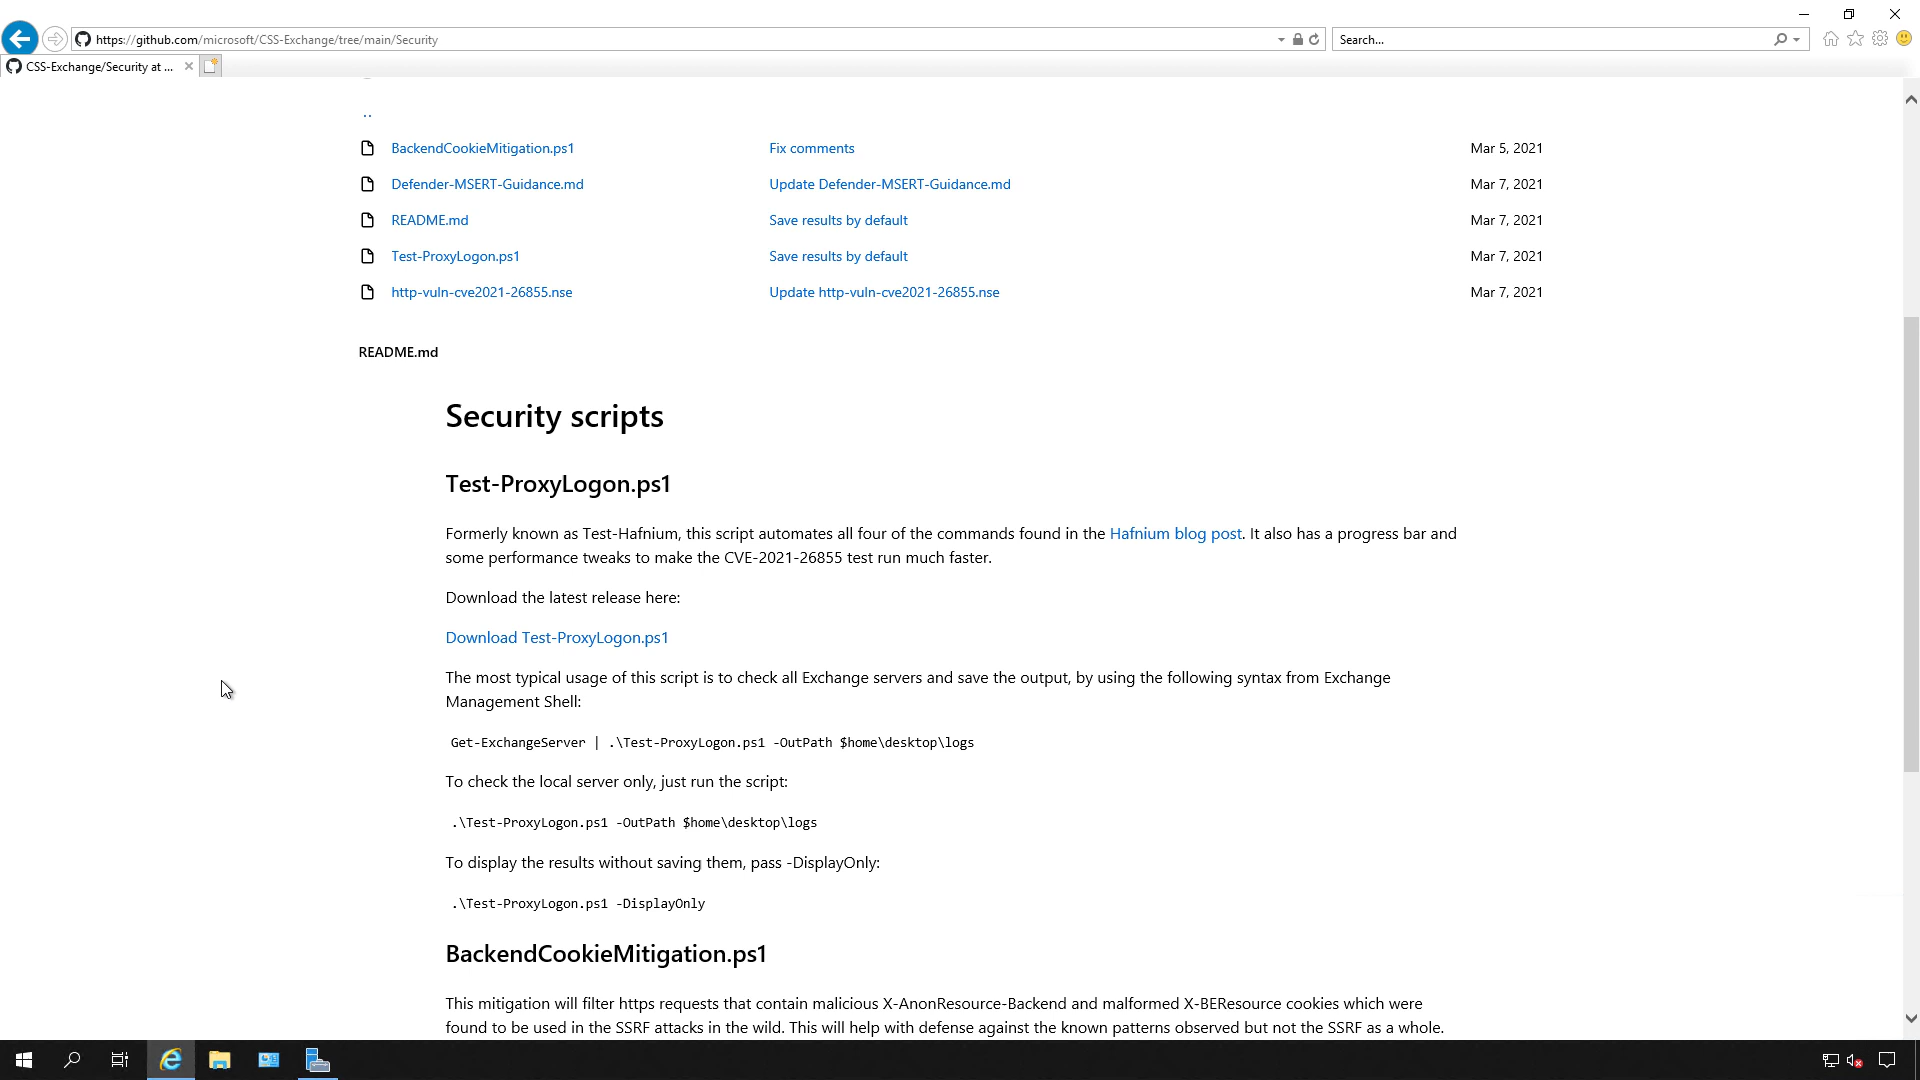 https://github.com/microsoft/CSS-Exchange/tree/main/Security
Search...
CSS-Exchange/Security at ...
..
BackendCookieMitigation.ps1 Fix comments Mar 5, 2021
Defender-MSERT-Guidance.md Update Defender-MSERT-Guidance.md Mar 7, 2021
README.md Save results by default Mar 7, 2021
Test-ProxyLogon.ps1 Save results by default Mar 7, 2021
http-vuln-cve2021-26855.nse Update http-vuln-cve2021-26855.nse Mar 7, 2021
README.md
Security scripts
Test-ProxyLogon.ps1
Formerly known as Test-Hafnium, this script automates all four of the commands found in the Hafnium blog post. It also has a progress bar and
some performance tweaks to make the CVE-2021-26855 test run much faster.
Download the latest release here:
Download Test-ProxyLogon.ps1
The most typical usage of this script is to check all Exchange servers and save the output, by using the following syntax from Exchange
Management Shell:
Get-ExchangeServer | .\Test-ProxyLogon.ps1 -OutPath $home\desktop\logs
To check the local server only, just run the script:
.\Test-ProxyLogon.ps1 -OutPath $home\desktop\logs
To display the results without saving them, pass -DisplayOnly:
.\Test-ProxyLogon.ps1 -DisplayOnly
BackendCookieMitigation.ps1
This mitigation will filter https requests that contain malicious X-AnonResource-Backend and malformed X-BEResource cookies which were
found to be used in the SSRF attacks in the wild. This will help with defense against the known patterns observed but not the SSRF as a whole.